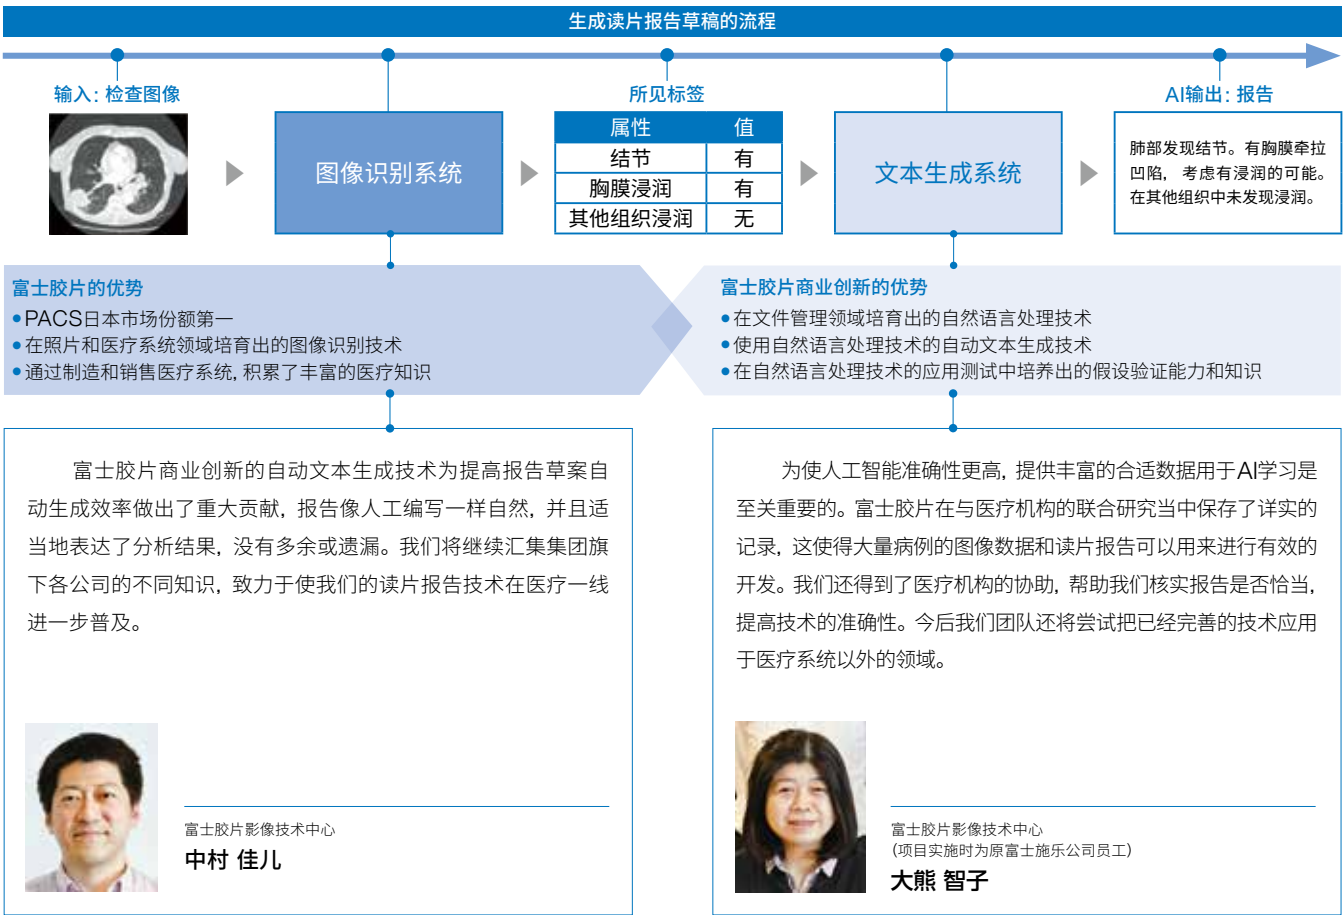 生成读片报告草稿的流程
输入: 检查图像
图像识别系统
所见标签
属性 值
结节 有
胸膜浸润 有
其他组织浸润 无
文本生成系统
AI输出: 报告
肺部发现结节。有胸膜牵拉
凹陷, 考虑有浸润的可能。
在其他组织中未发现浸润。
富士胶片的优势
●PACS日本市场份额第一
●在照片和医疗系统领域培育出的图像识别技术
●通过制造和销售医疗系统, 积累了丰富的医疗知识
富士胶片商业创新的优势
●在文件管理领域培育出的自然语言处理技术
●使用自然语言处理技术的自动文本生成技术
●在自然语言处理技术的应用测试中培养出的假设验证能力和知识
富士胶片商业创新的自动文本生成技术为提高报告草案自
动生成效率做出了重大贡献, 报告像人工编写一样自然, 并且适
当地表达了分析结果, 没有多余或遗漏。我们将继续汇集集团旗
下各公司的不同知识, 致力于使我们的读片报告技术在医疗一线
进一步普及。
富士胶片影像技术中心
中村 佳儿
为使人工智能准确性更高, 提供丰富的合适数据用于AI学习是
至关重要的。富士胶片在与医疗机构的联合研究当中保存了详实的
记录, 这使得大量病例的图像数据和读片报告可以用来进行有效的
开发。我们还得到了医疗机构的协助, 帮助我们核实报告是否恰当,
提高技术的准确性。今后我们团队还将尝试把已经完善的技术应用
于医疗系统以外的领域。
富士胶片影像技术中心
(项目实施时为原富士施乐公司员工)
大熊 智子